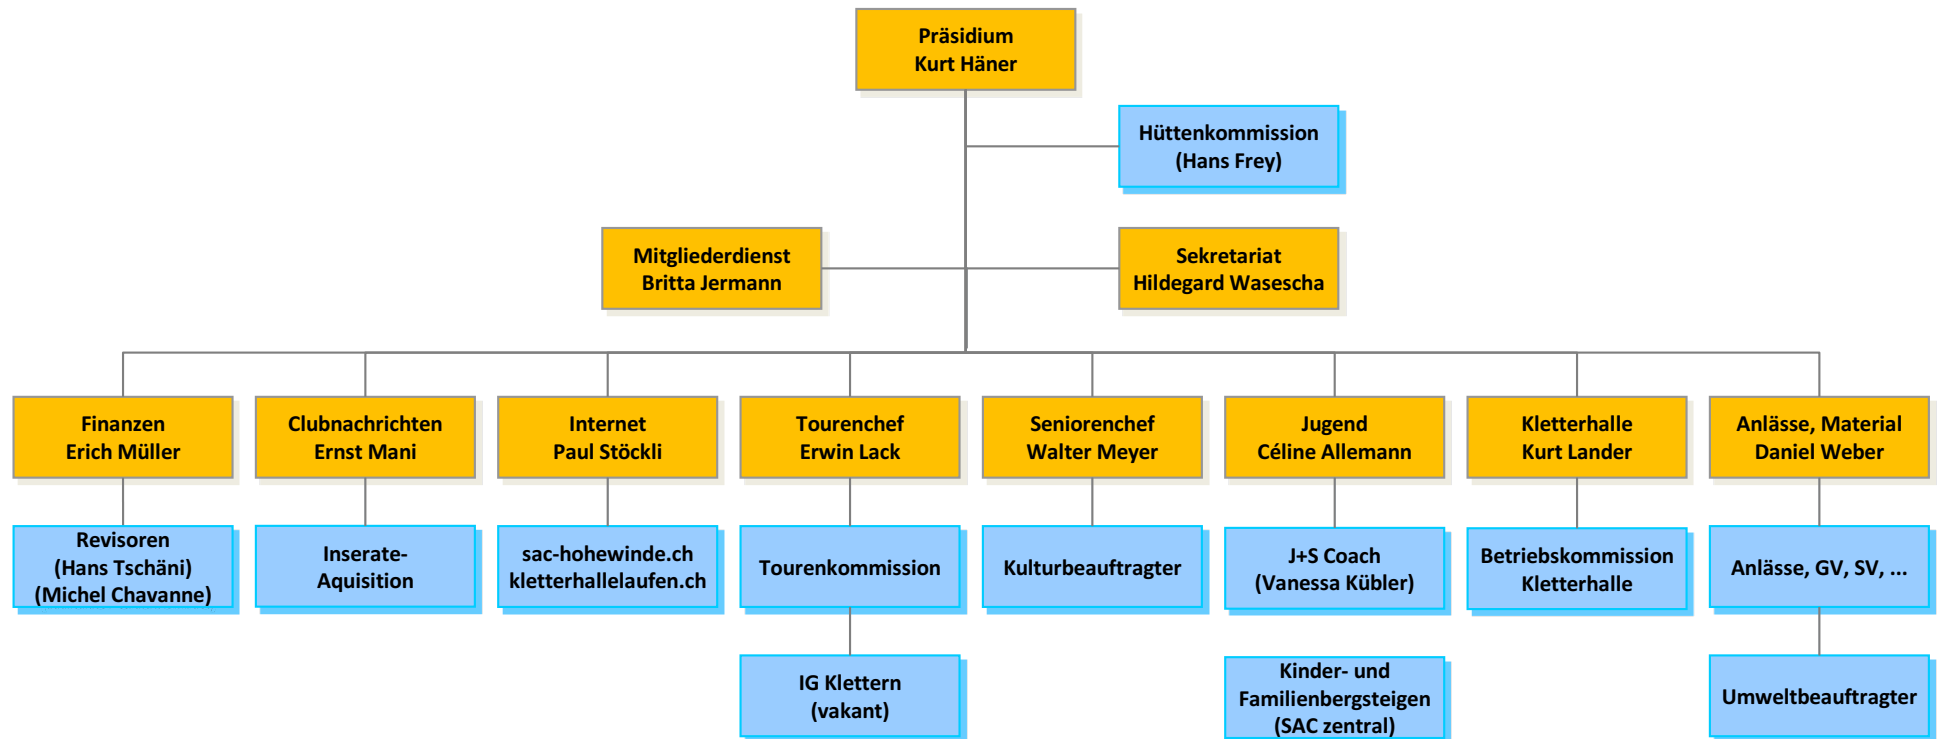 Präsidium
Kurt Häner
Hüttenkommission
(Hans Frey)
Mitgliederdienst
Britta Jermann
Sekretariat
Hildegard Wasescha
Finanzen
Erich Müller
Clubnachrichten
Ernst Mani
Internet
Paul Stöckli
Tourenchef
Erwin Lack
Seniorenchef
Walter Meyer
Jugend
Céline Allemann
Kletterhalle
Kurt Lander
Anlässe, Material
Daniel Weber
Revisoren
(Hans Tschäni)
(Michel Chavanne)
Inserate-
Aquisition
sac-hohewinde.ch
kletterhallelaufen.ch
Tourenkommission
Kulturbeauftragter
J+S Coach
(Vanessa Kübler)
Betriebskommission
Kletterhalle
Anlässe, GV, SV, ...
IG Klettern
(vakant)
Kinder- und
Familienbergsteigen
(SAC zentral)
Umweltbeauftragter